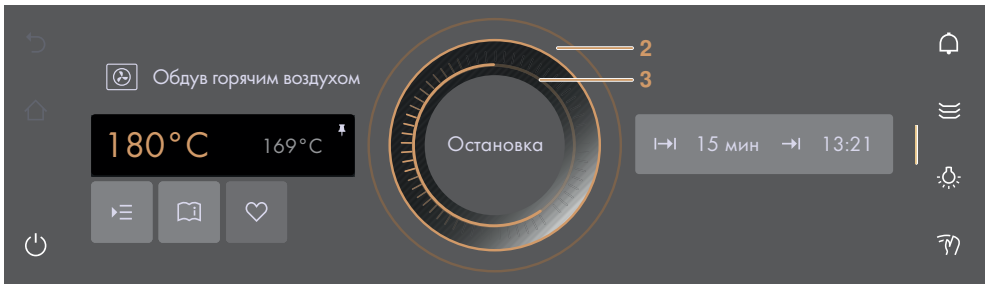 2
3
Обдув горячим воздухом
180°C 169°C
Остановка
15 мин 13:21
i